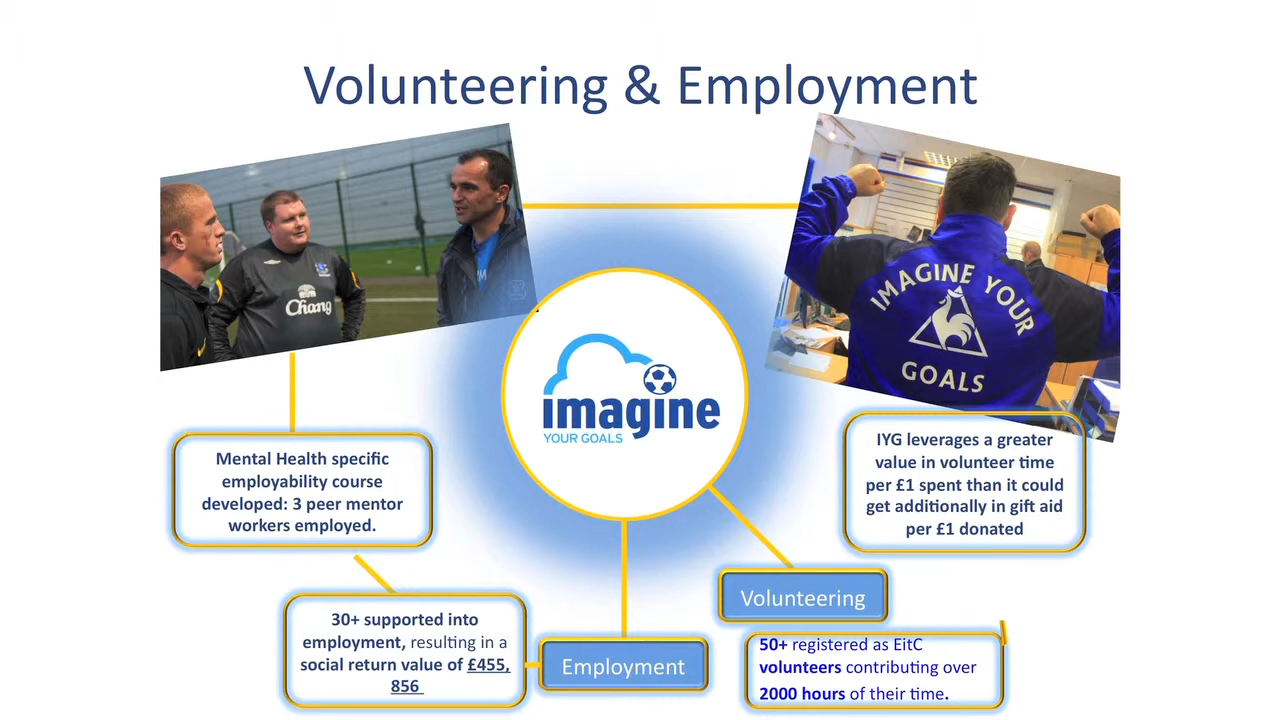 Volunteering & Employment
Chang
IMAGINE YOUR
GOALS
imagine
YOUR GOALS
Mental Health specific
employability course
developed: 3 peer mentor
workers employed.
IYG leverages a greater
value in volunteer time
per £1 spent than it could
get additionally in gift aid
per £1 donated
30+ supported into
employment, resulting in a
social return value of £455,
856
Employment
Volunteering
50+ registered as EitC
volunteers contributing over
2000 hours of their time.